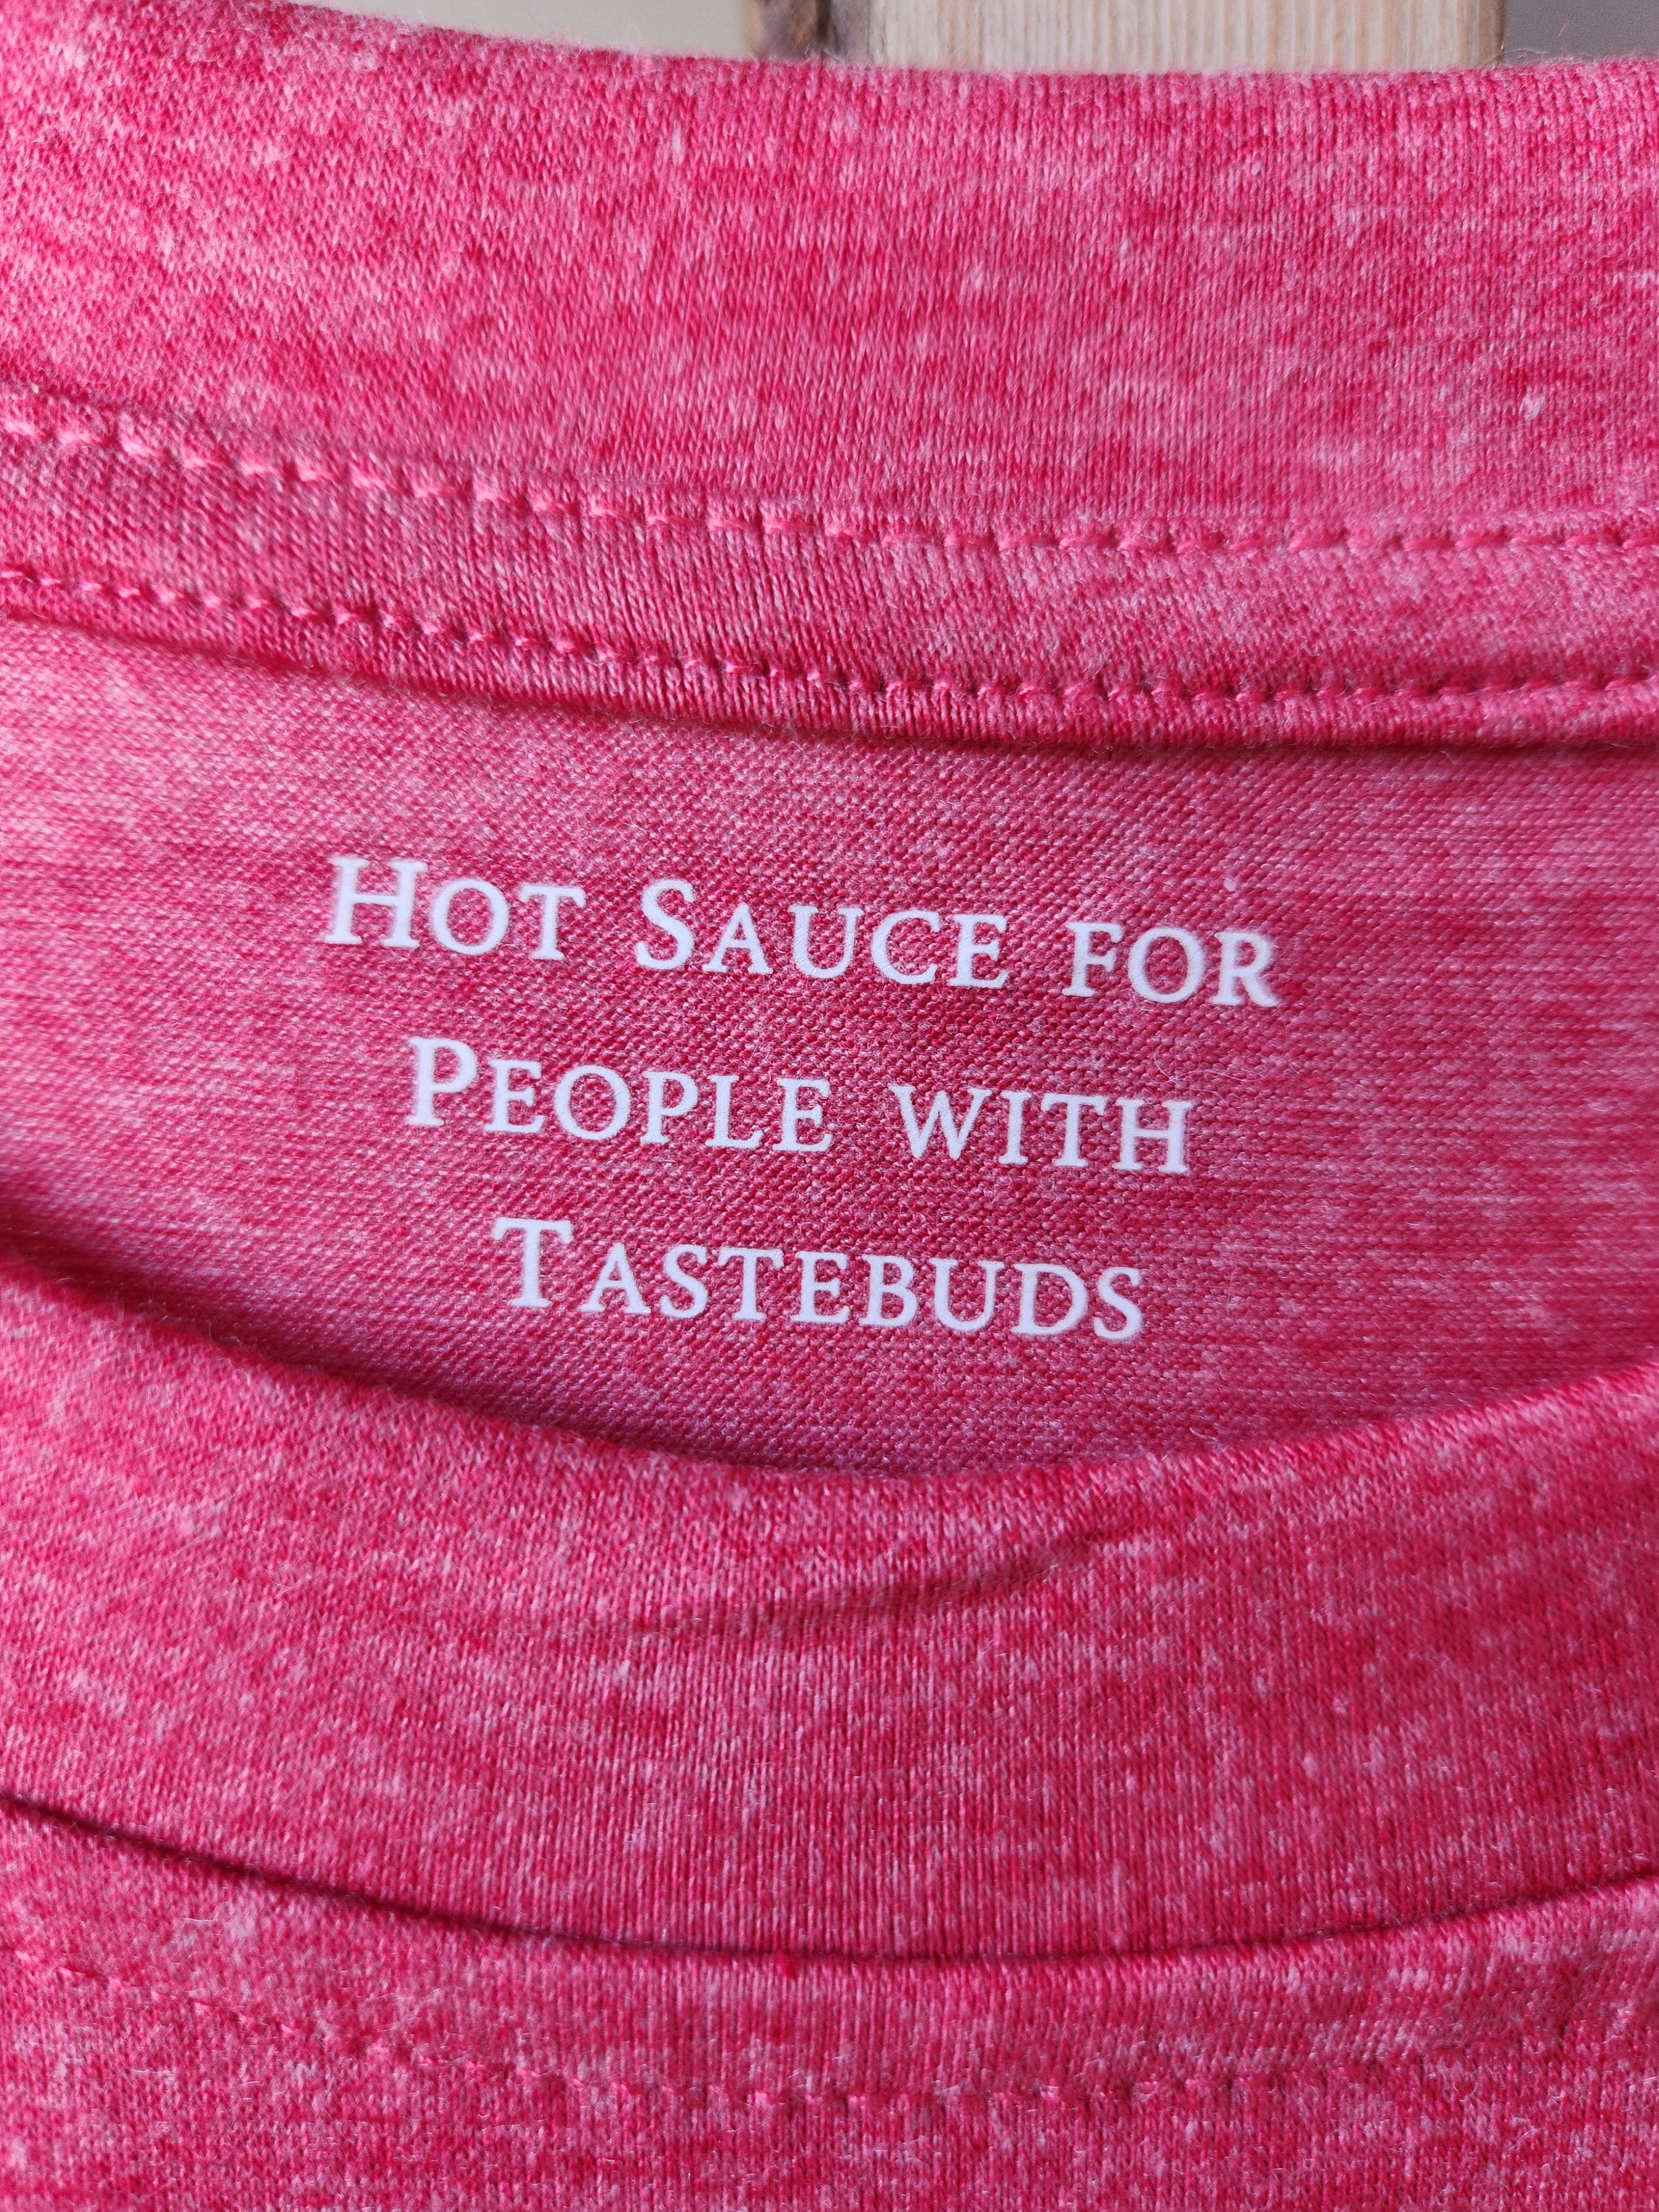 Hot Sauce for
People with
Tastebuds